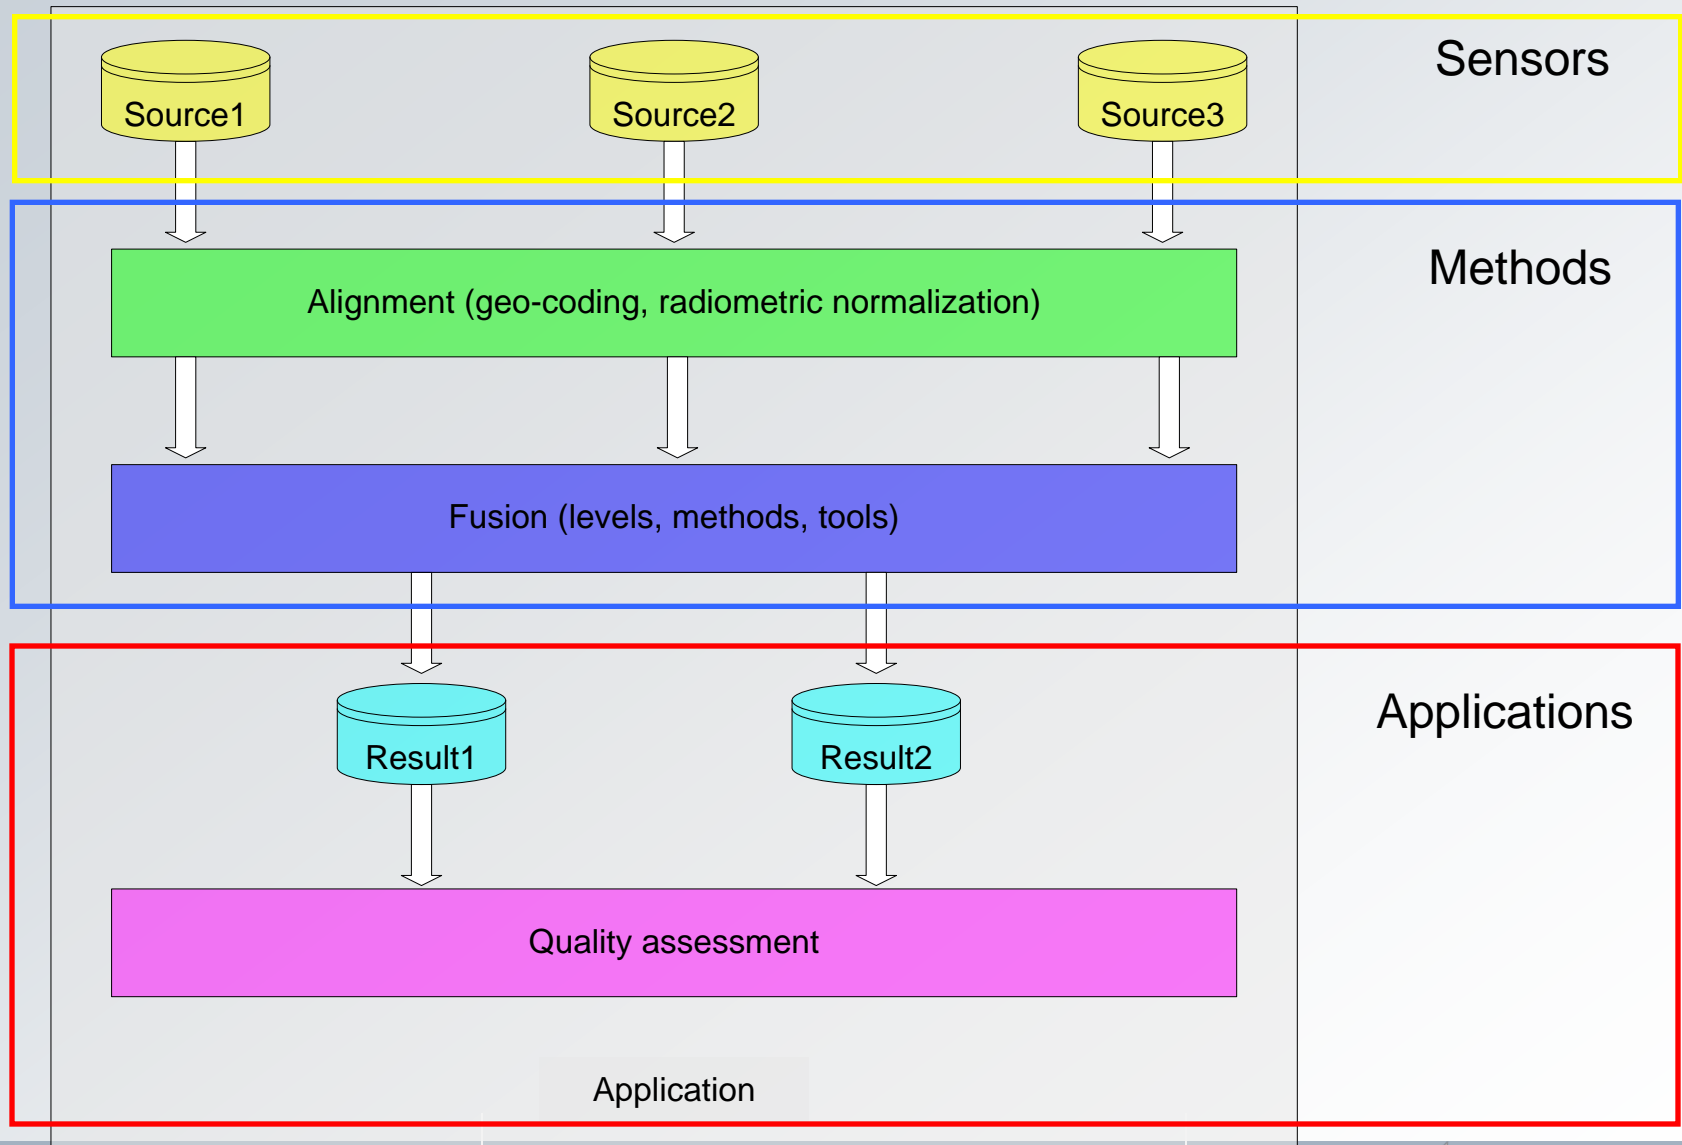 Sensors
Source1
Source2
Source3
Methods
Alignment (geo-coding, radiometric normalization)
Fusion (levels, methods, tools)
Applications
Result1
Result2
Quality assessment
Application